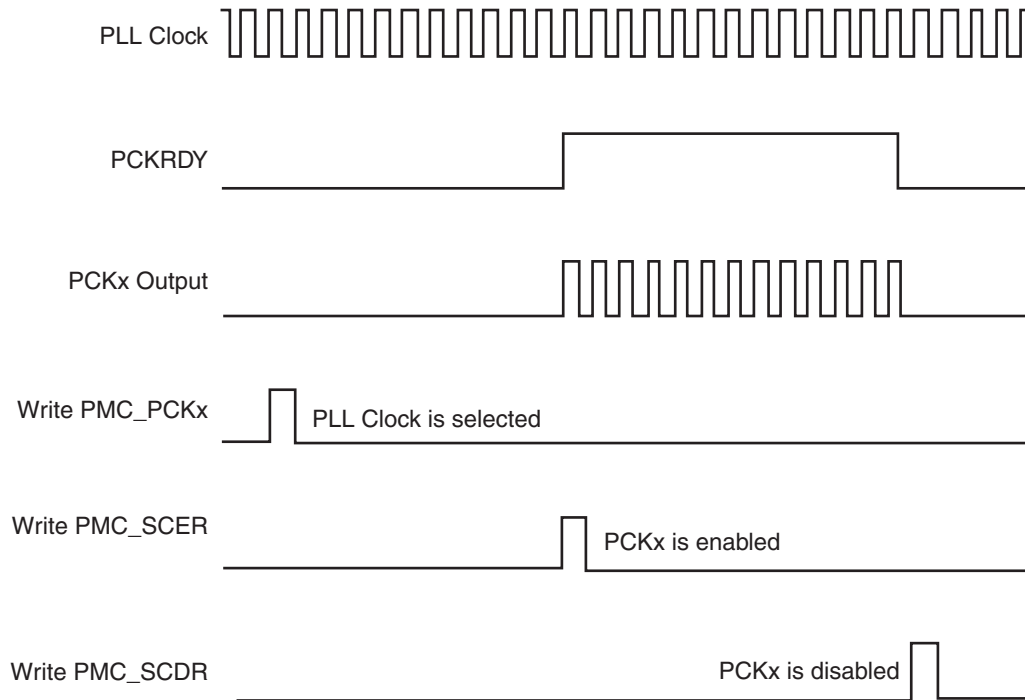 PLL Clock
PCKRDY
PCKx Output
Write PMC_PCKx
PLL Clock is selected
Write PMC_SCER
PCKx is enabled
Write PMC_SCDR
PCKx is disabled